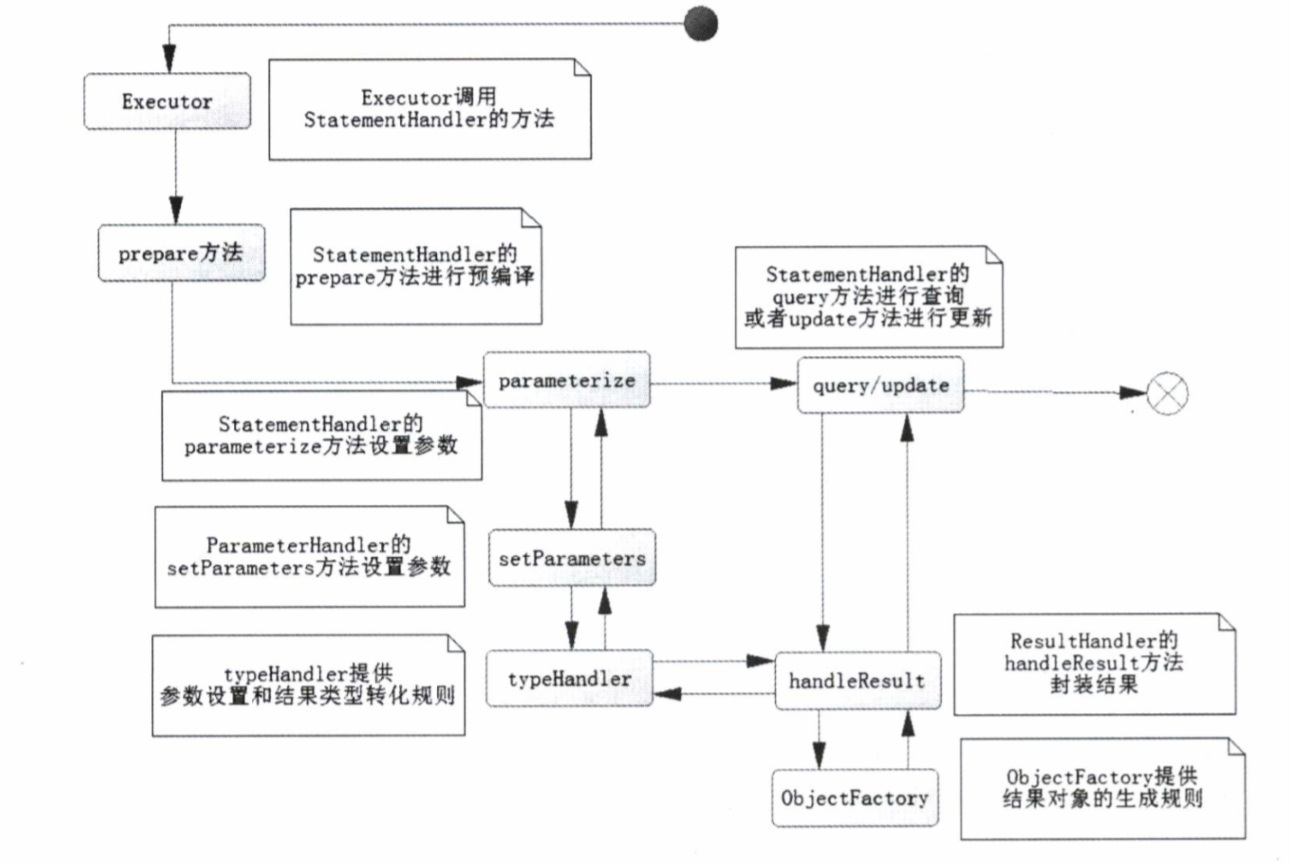 Executor
Executor调用
StatementHandler的方法
prepare方法
StatementHandler的
prepare方法进行预编译
StatementHandler的
query方法进行查询
或者update方法进行更新
parameterize
query/update
StatementHandler的
parameterize方法设置参数
ParameterHandler的
setParameters方法设置参数
setParameters
typeHandler提供
参数设置和结果类型转化规则
typeHandler
handleResult
ResultHandler的
handleResult方法
封装结果
ObjectFactory
ObjectFactory提供
结果对象的生成规则